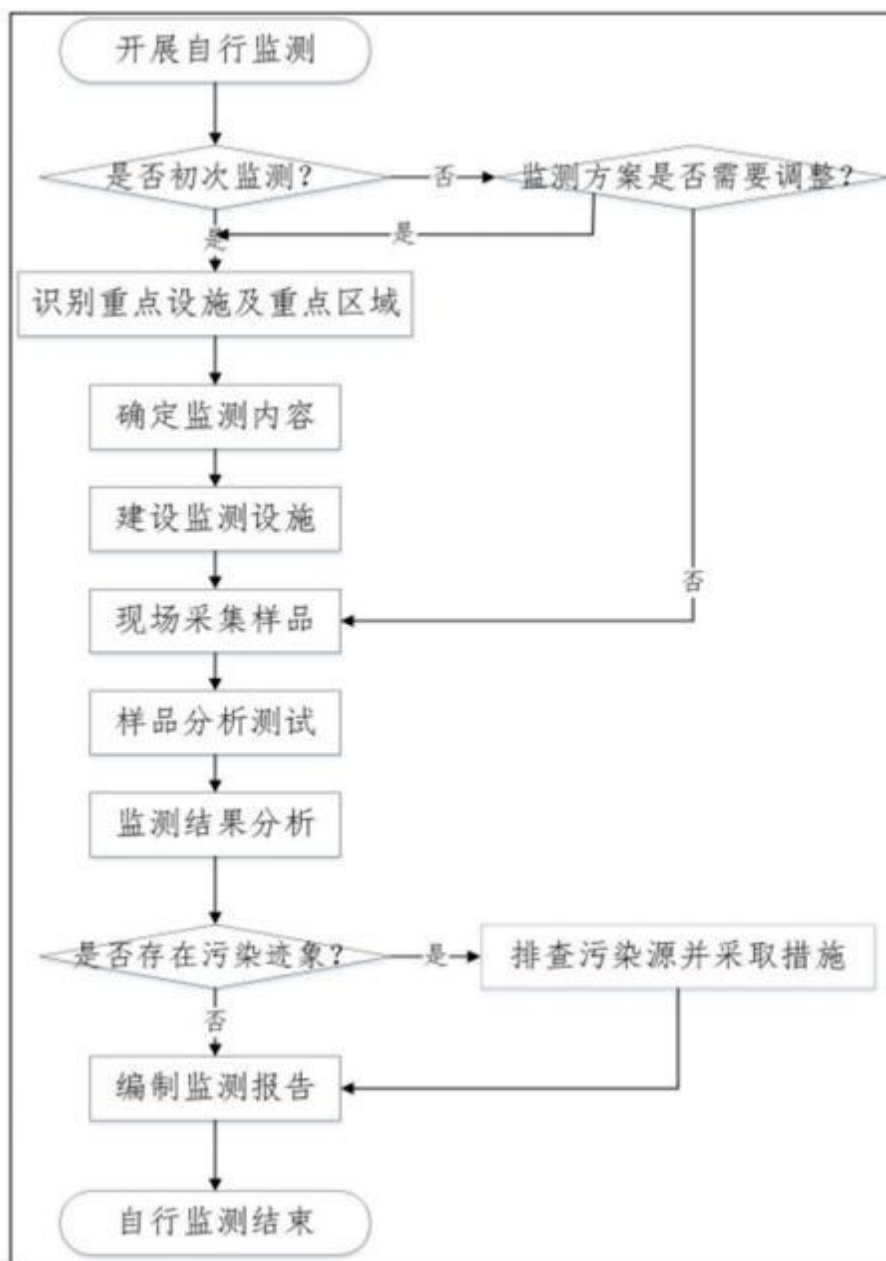 开展自行监测
是否初次监测？
否
监测方案是否需要调整？
是
是
识别重点设施及重点区域
确定监测内容
建设监测设施
否
现场采集样品
样品分析测试
监测结果分析
是否存在污染迹象？
是
排查污染源并采取措施
否
编制监测报告
自行监测结束